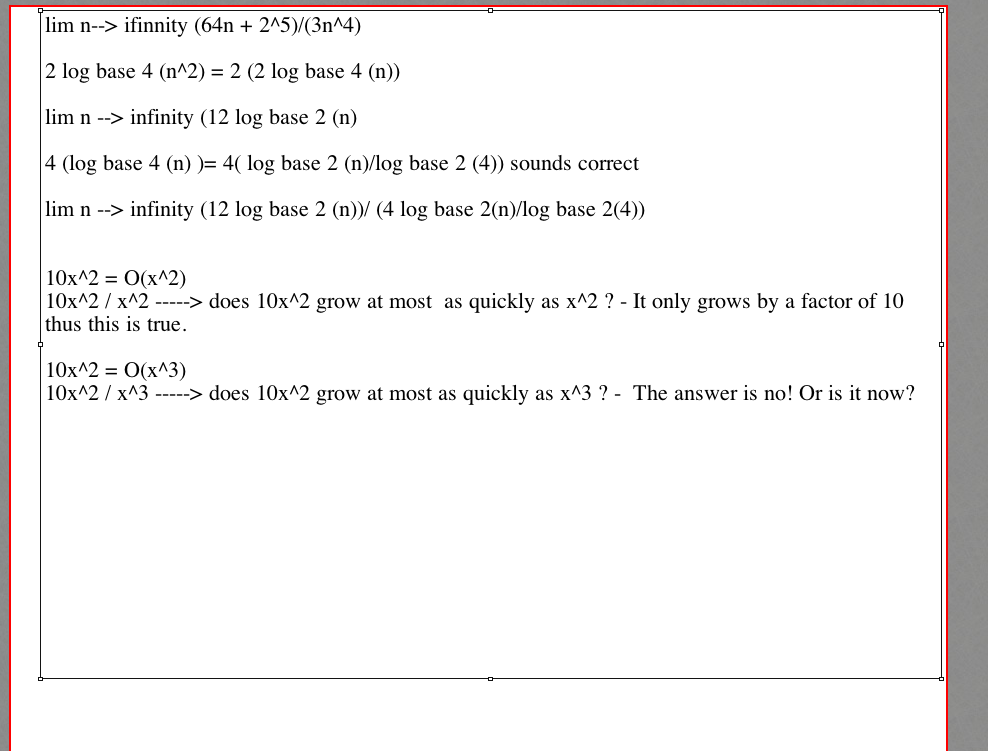 lim n--> ifinnity (64n + 2^5)/(3n^4)
2 log base 4 (n^2) = 2 (2 log base 4 (n))
lim n --> infinity (12 log base 2 (n)
4 (log base 4 (n) )= 4( log base 2 (n)/log base 2 (4)) sounds correct
lim n --> infinity (12 log base 2 (n))/ (4 log base 2(n)/log base 2(4))
10x^2 = O(x^2)
10x^2 / x^2 -----> does 10x^2 grow at most  as quickly as x^2 ? - It only grows by a factor of 10
thus this is true.
10x^2 = O(x^3)
10x^2 / x^3 -----> does 10x^2 grow at most as quickly as x^3 ? -  The answer is no! Or is it now?